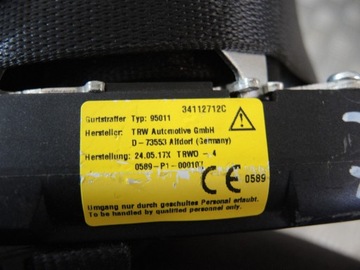 34112712C
Gurtstraffer Typ: 95011
Hersteller: TRW Automotive GmbH
D - 73553 Alfdorf (Germany)
Herstellung: 24.05.17X TRWO - 4
0589-P1-000107
CE 0589
Umgang nur durch geschultes Personal erlaubt.
To be handled by qualified personnel only.